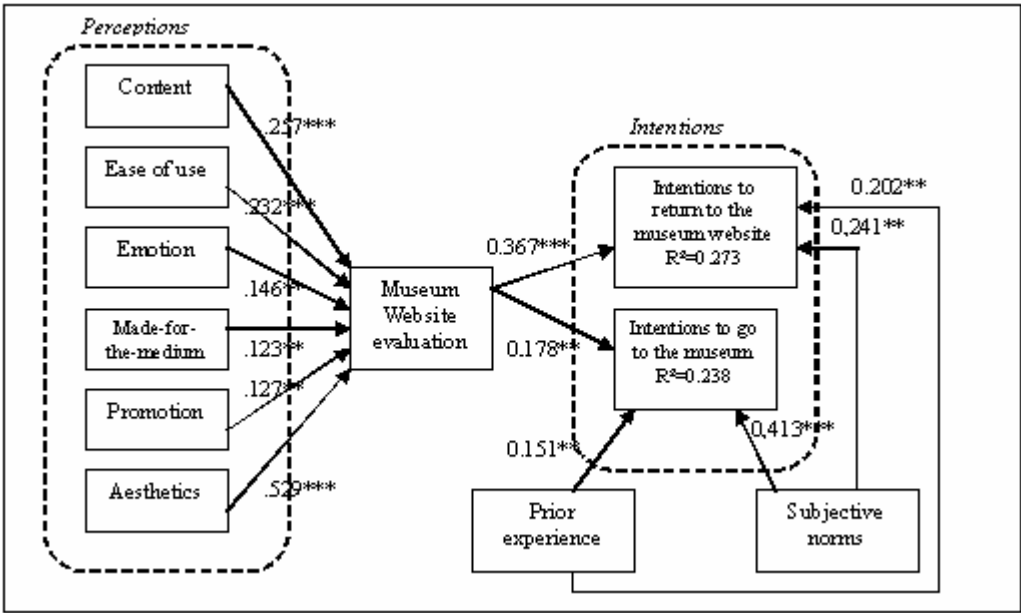 Perceptions
Content
.257***
Ease of use
.232***
Emotion
.146**
Made-for-
the-medium
.123**
Promotion
.127**
Aesthetics
.529***
Museum
Website
evaluation
0.367***
0.178**
Intentions
Intentions to
return to the
museum website
R²=0.273
0.202**
0,241**
Intentions to go
to the museum
R²=0.238
0.151**
0,413***
Prior
experience
Subjective
norms